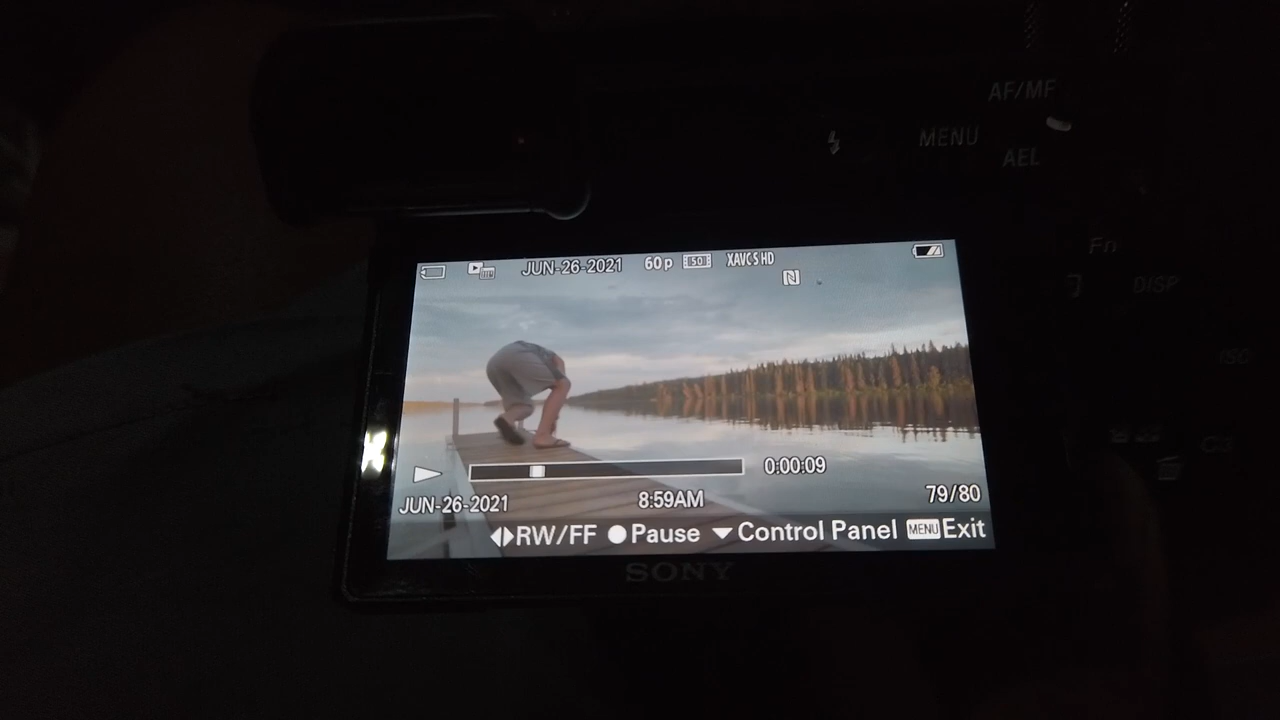 AF/MF
MENU
AEL
Fn
DISP
ISO
C3
JUN-26-2021 60p 50 XAVC S HD
N
0:00:09
JUN-26-2021 8:59AM 79/80
RW/FF Pause Control Panel MENU Exit
SONY